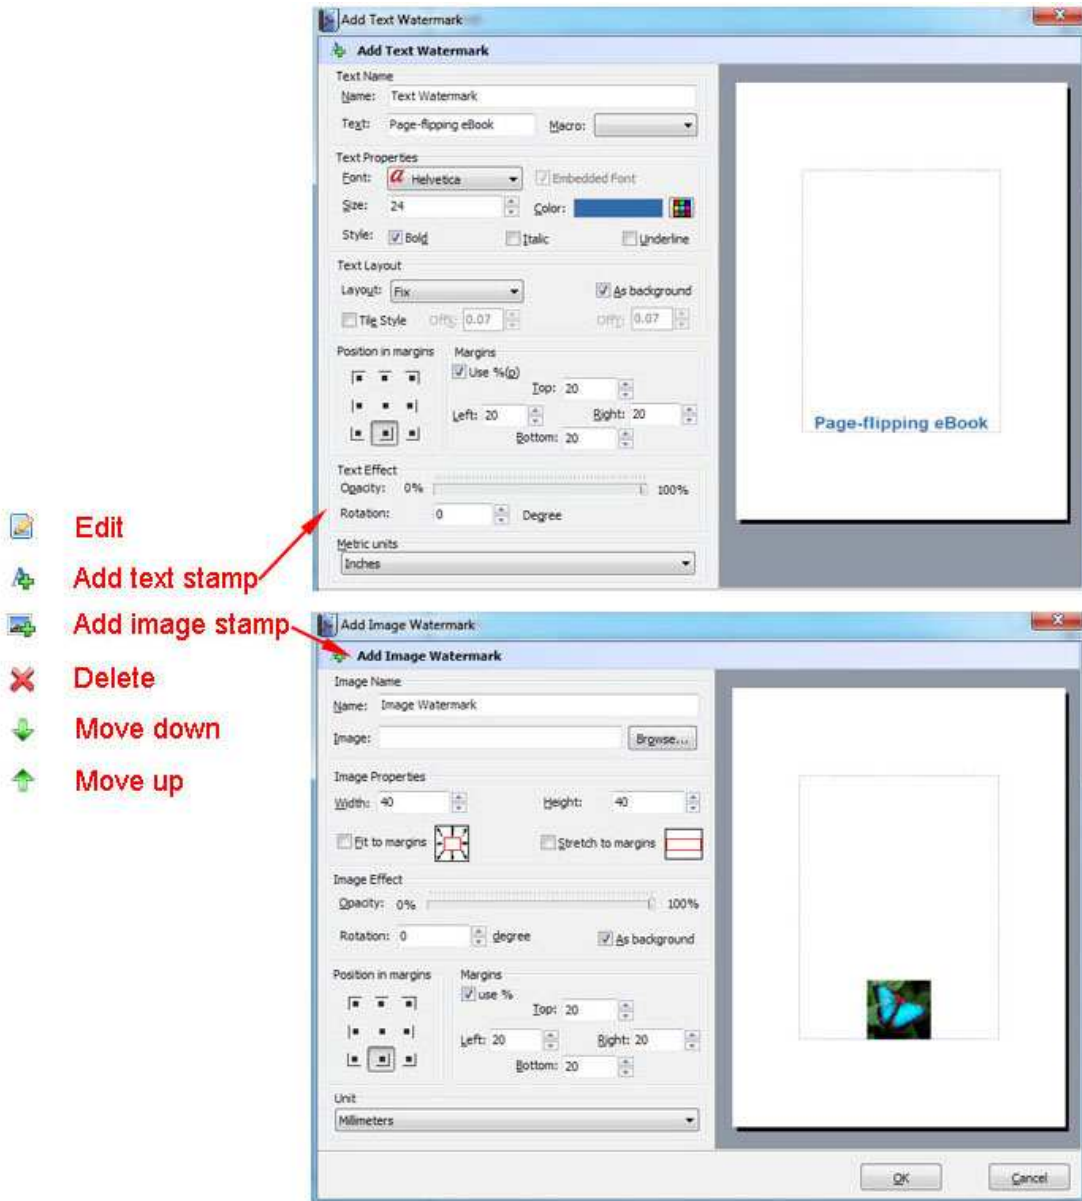 Add Text Watermark
Add Text Watermark
Text Name
Name: Text Watermark
Text: Page-flipping eBook Macro:
Text Properties
Font: a Helvetica Embedded Font
Size: 24 Color:
Style: Bold Italic Underline
Text Layout
Layout: Fix As background
Tile Style 0.07 0.07
Position in margins Margins
Use %(p)
Top: 20
Left: 20 Right: 20
Bottom: 20
Text Effect
Opacity: 0% 100%
Rotation: 0 Degree
Metric units
Inches
Page-flipping eBook
Edit
Add text stamp
Add image stamp
Delete
Move down
Move up
Add Image Watermark
Add Image Watermark
Image Name
Name: Image Watermark
Image: Browse...
Image Properties
Width: 40 Height: 40
Fit to margins Stretch to margins
Image Effect
Opacity: 0% 100%
Rotation: 0 degree As background
Position in margins Margins
use %
Top: 20
Left: 20 Right: 20
Bottom: 20
Unit
Millimeters
OK Cancel